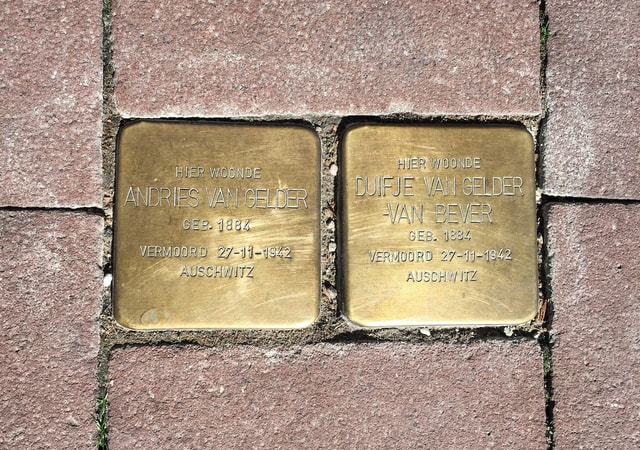 HIER WOONDE
ANDRIES VAN GELDER
GEB. 1884
VERMOORD 27-11-1942
AUSCHWITZ
HIER WOONDE
DUIFJE VAN GELDER
-VAN BEVER
GEB. 1884
VERMOORD 27-11-1942
AUSCHWITZ